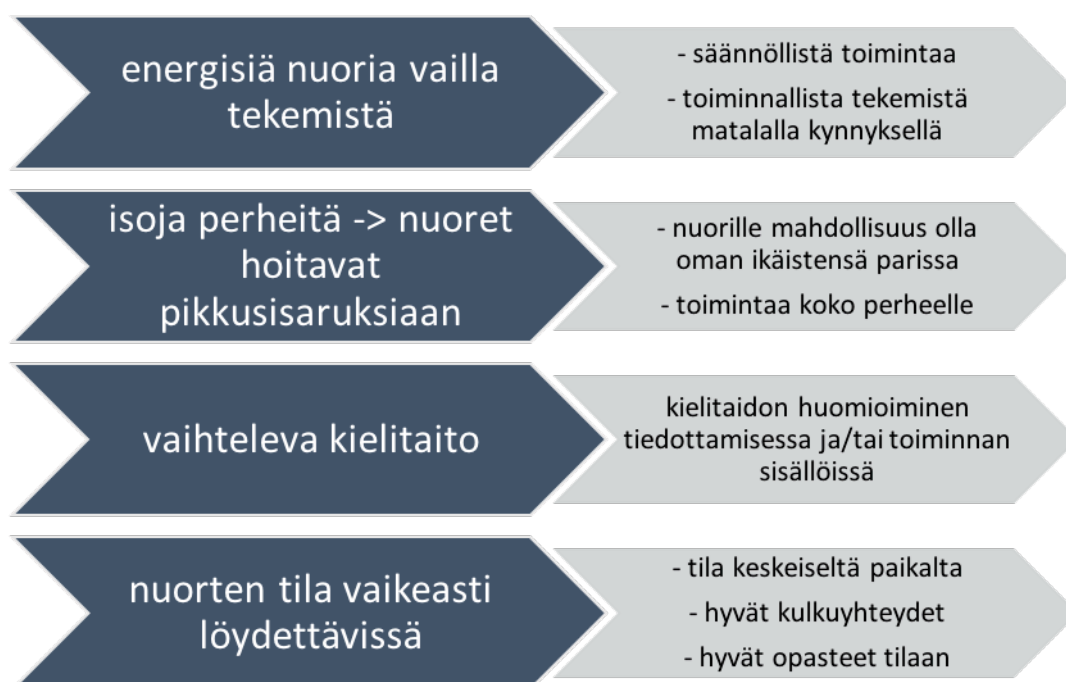 energisiä nuoria vailla
tekemistä
- säännöllistä toimintaa
- toiminnallista tekemistä
matalalla kynnyksellä
isoja perheitä -> nuoret
hoitavat
pikkusisaruksiaan
- nuorille mahdollisuus olla
oman ikäistensä parissa
- toimintaa koko perheelle
vaihteleva kielitaito
kielitaidon huomioiminen
tiedottamisessa ja/tai toiminnan
sisällöissä
nuorten tila vaikeasti
löydettävissä
- tila keskeiseltä paikalta
- hyvät kulkuyhteydet
- hyvät opasteet tilaan